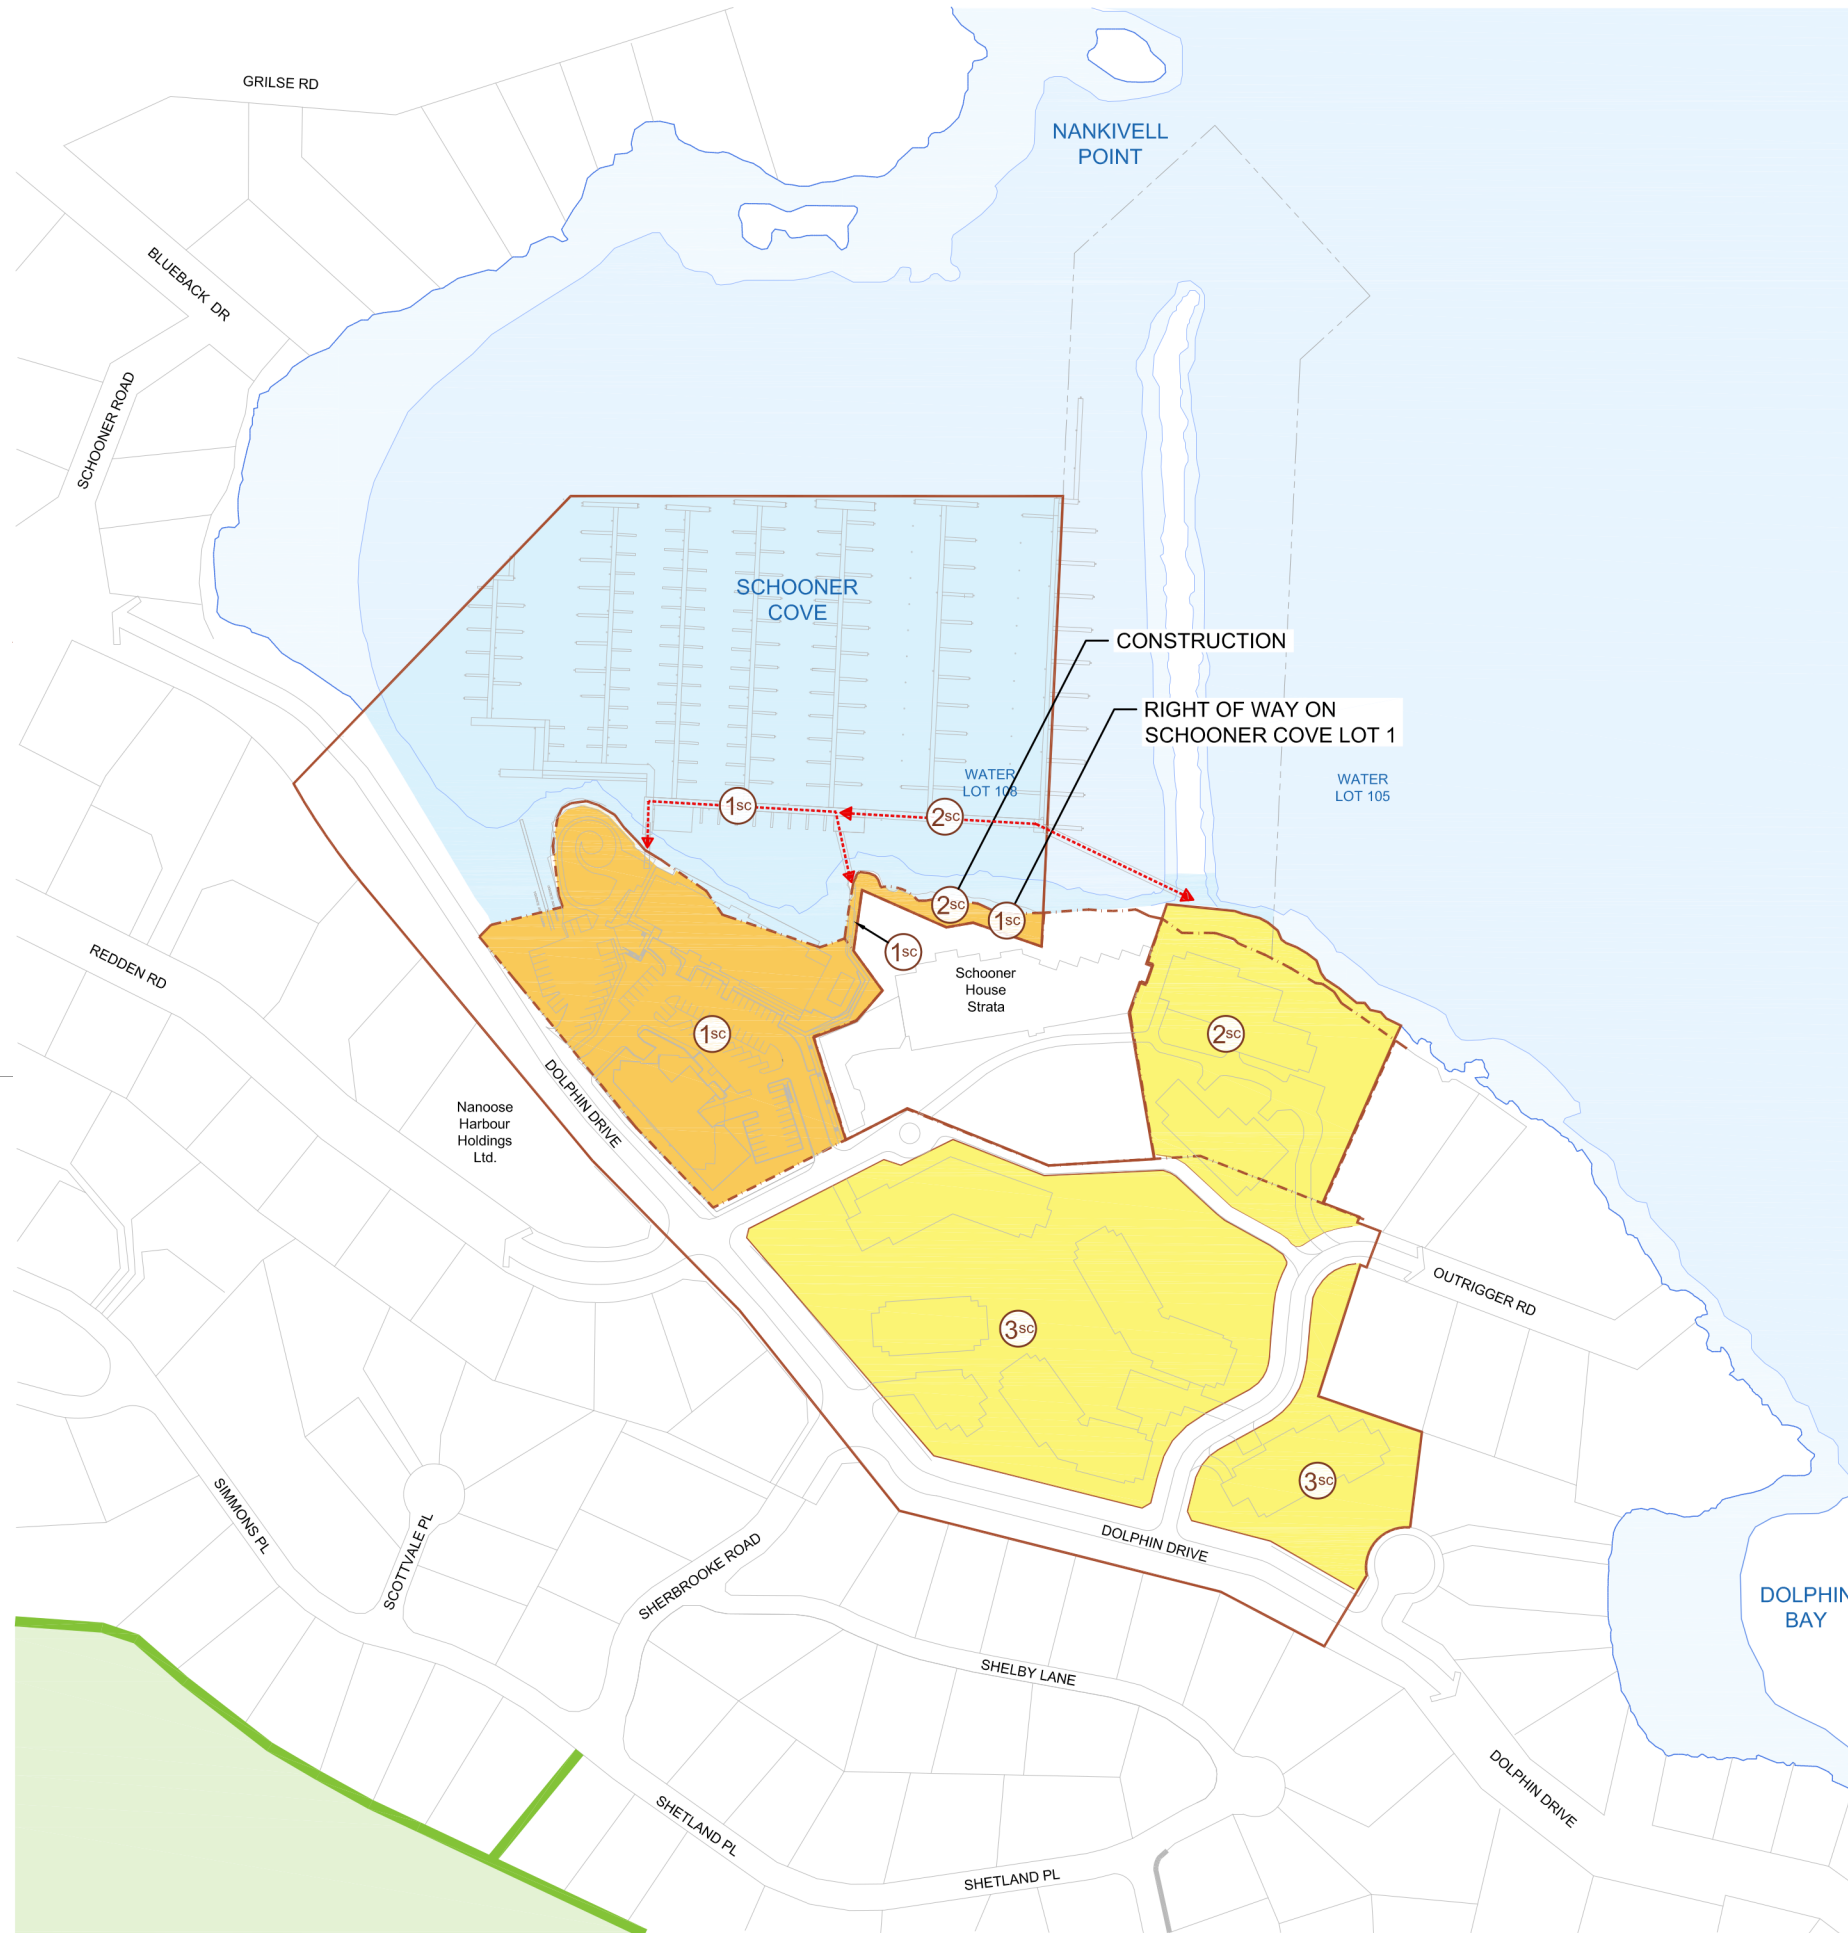 GRILSE RD
NANKIVELL
POINT
BLUEBACK DR
SCHOONER ROAD
SCHOONER
COVE
CONSTRUCTION
RIGHT OF WAY ON
SCHOONER COVE LOT 1
WATER
LOT 108
WATER
LOT 105
1SC
2SC
2SC
1SC
1SC
REDDEN RD
Schooner
House
Strata
1SC
2SC
DOLPHIN DRIVE
Nanoose
Harbour
Holdings
Ltd.
OUTRIGGER RD
3SC
3SC
SIMMONS PL
SCOTTVALE PL
SHERBROOKE ROAD
DOLPHIN DRIVE
DOLPHIN
BAY
SHELBY LANE
DOLPHIN DRIVE
SHETLAND PL
SHETLAND PL